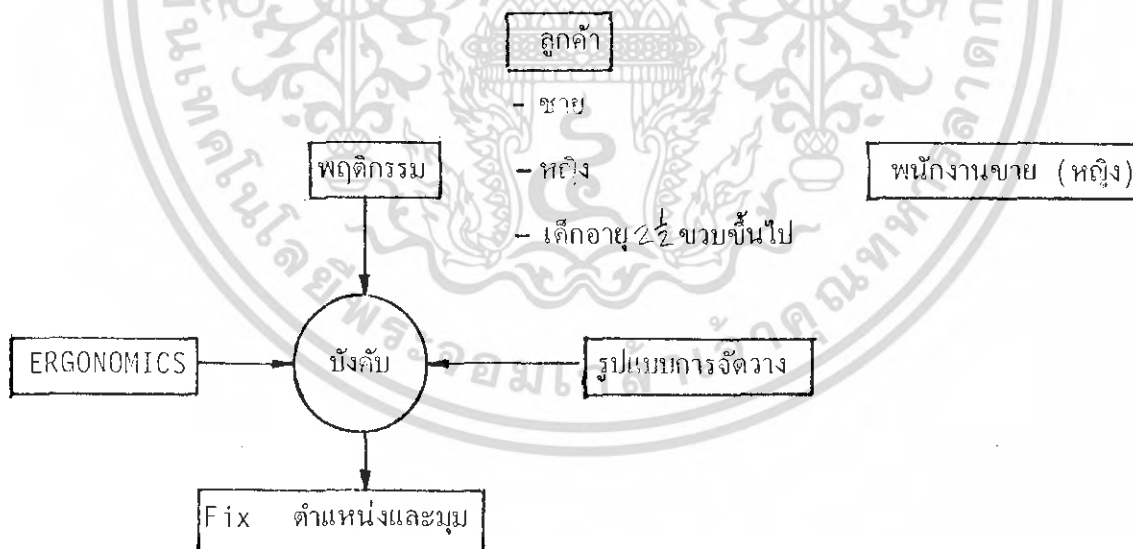 ลูกค้า
- ชาย
พฤติกรรม
- หญิง
พนักงานขาย (หญิง)
- เด็กอายุ 2½ ขวบขึ้นไป
ERGONOMICS
บังคับ
รูปแบบการจัดวาง
Fix ตำแหน่งและมุม